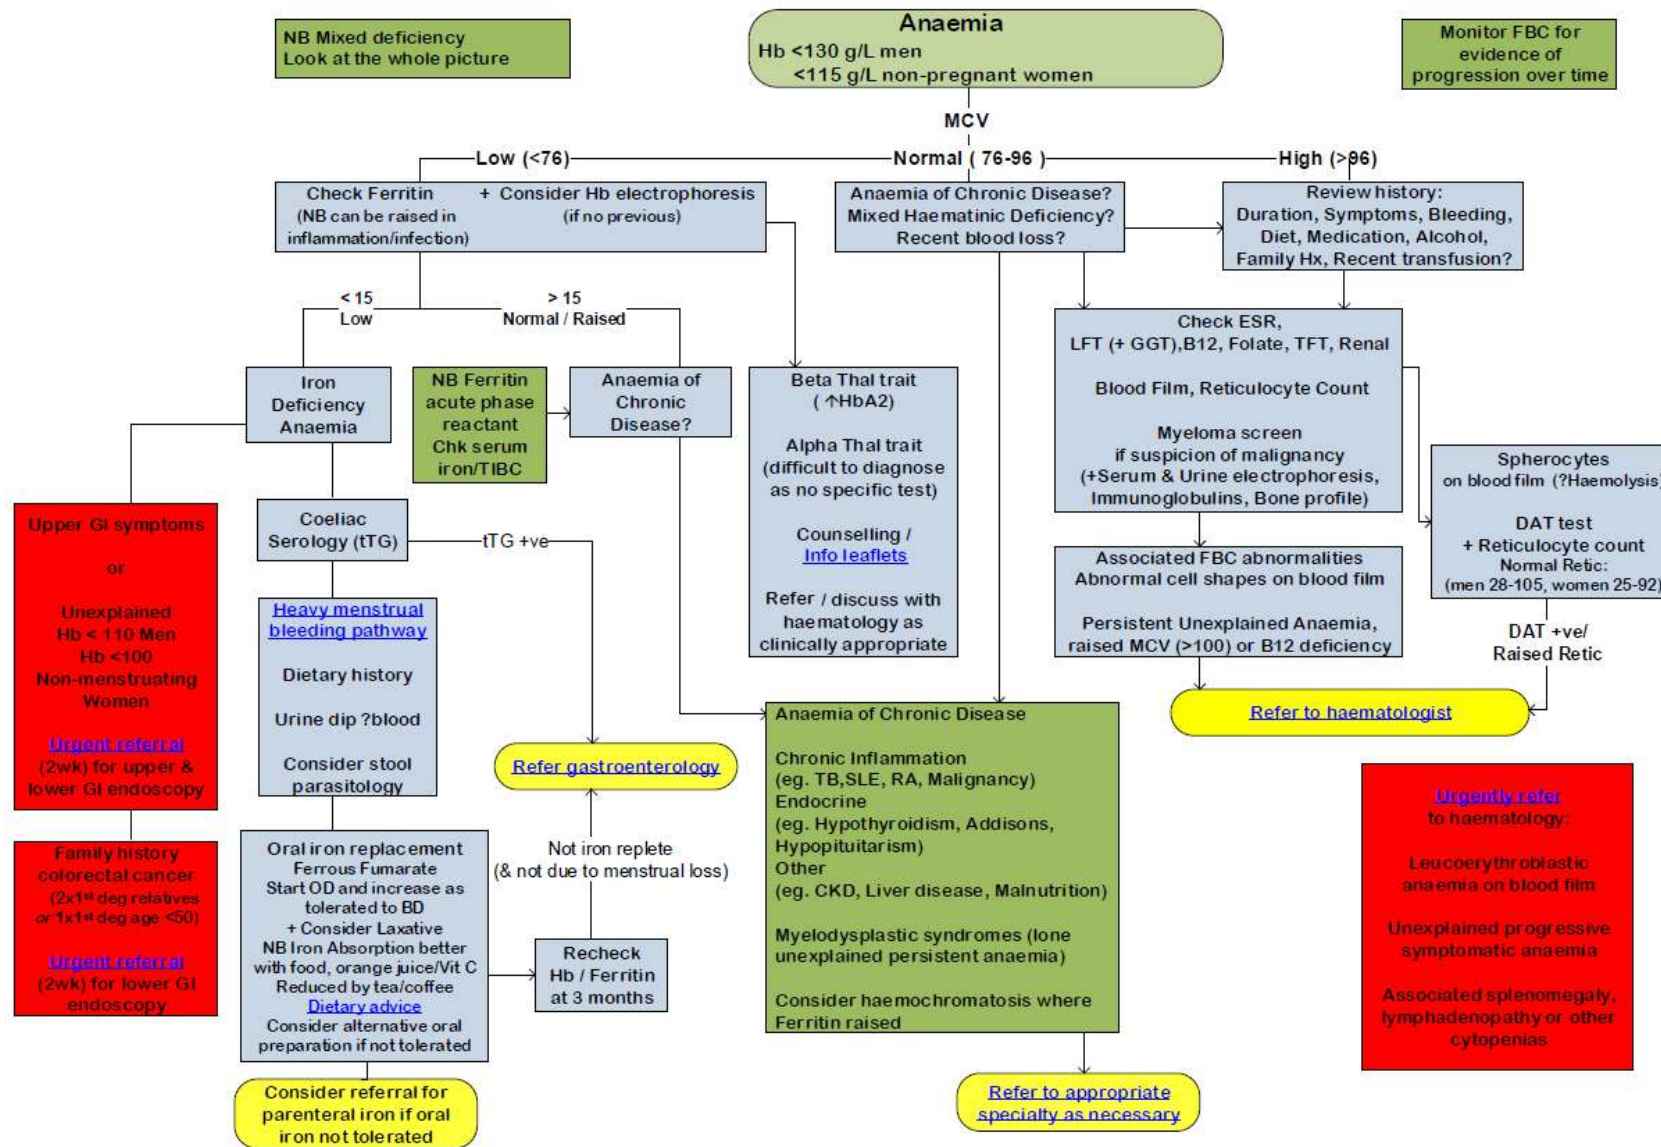 NB Mixed deficiency
Look at the whole picture
Anaemia
Hb <130 g/L men
<115 g/L non-pregnant women
Monitor FBC for
evidence of
progression over time
MCV
Low (<76)
Normal ( 76-96 )
High (>96)
Check Ferritin + Consider Hb electrophoresis
(NB can be raised in (if no previous)
inflammation/infection)
Anaemia of Chronic Disease?
Mixed Haematinic Deficiency?
Recent blood loss?
Review history:
Duration, Symptoms, Bleeding,
Diet, Medication, Alcohol,
Family Hx, Recent transfusion?
< 15
Low
> 15
Normal / Raised
Iron
Deficiency
Anaemia
NB Ferritin
acute phase
reactant
Chk serum
iron/TIBC
Anaemia of
Chronic
Disease?
Beta Thal trait
( ↑HbA2)
Alpha Thal trait
(difficult to diagnose
as no specific test)
Counselling /
Info leaflets
Refer / discuss with
haematology as
clinically appropriate
Check ESR,
LFT (+ GGT),B12, Folate, TFT, Renal
Blood Film, Reticulocyte Count
Myeloma screen
if suspicion of malignancy
(+Serum & Urine electrophoresis,
Immunoglobulins, Bone profile)
Spherocytes
on blood film (?Haemolysis)
DAT test
+ Reticulocyte count
Normal Retic:
(men 28-105, women 25-92)
DAT +ve/
Raised Retic
Associated FBC abnormalities
Abnormal cell shapes on blood film
Persistent Unexplained Anaemia,
raised MCV (>100) or B12 deficiency
Refer to haematologist
Upper GI symptoms
or
Unexplained
Hb < 110 Men
Hb <100
Non-menstruating
Women
Urgent referral
(2wk) for upper &
lower GI endoscopy
Coeliac
Serology (tTG)
tTG +ve
Heavy menstrual
bleeding pathway
Dietary history
Urine dip ?blood
Consider stool
parasitology
Refer gastroenterology
Anaemia of Chronic Disease
Chronic Inflammation
(eg. TB,SLE, RA, Malignancy)
Endocrine
(eg. Hypothyroidism, Addisons,
Hypopituitarism)
Other
(eg. CKD, Liver disease, Malnutrition)
Myelodysplastic syndromes (lone
unexplained persistent anaemia)
Consider haemochromatosis where
Ferritin raised
Urgently refer
to haematology:
Leucoerythroblastic
anaemia on blood film
Unexplained progressive
symptomatic anaemia
Associated splenomegaly,
lymphadenopathy or other
cytopenias
Family history
colorectal cancer
(2x1st deg relatives
or 1x1st deg age <50)
Urgent referral
(2wk) for lower GI
endoscopy
Oral iron replacement
Ferrous Fumarate
Start OD and increase as
tolerated to BD
+ Consider Laxative
NB Iron Absorption better
with food, orange juice/Vit C
Reduced by tea/coffee
Dietary advice
Consider alternative oral
preparation if not tolerated
Not iron replete
(& not due to menstrual loss)
Recheck
Hb / Ferritin
at 3 months
Consider referral for
parenteral iron if oral
iron not tolerated
Refer to appropriate
specialty as necessary